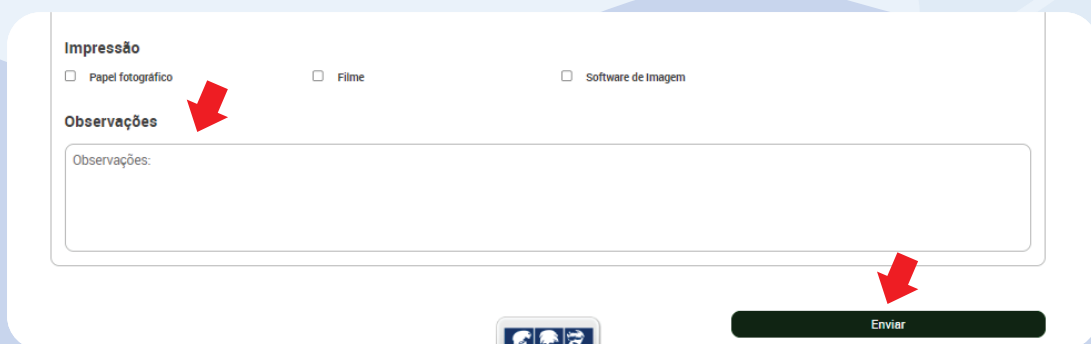 Impressão
Papel fotográfico Filme Software de Imagem
Observações
Observações:
Enviar